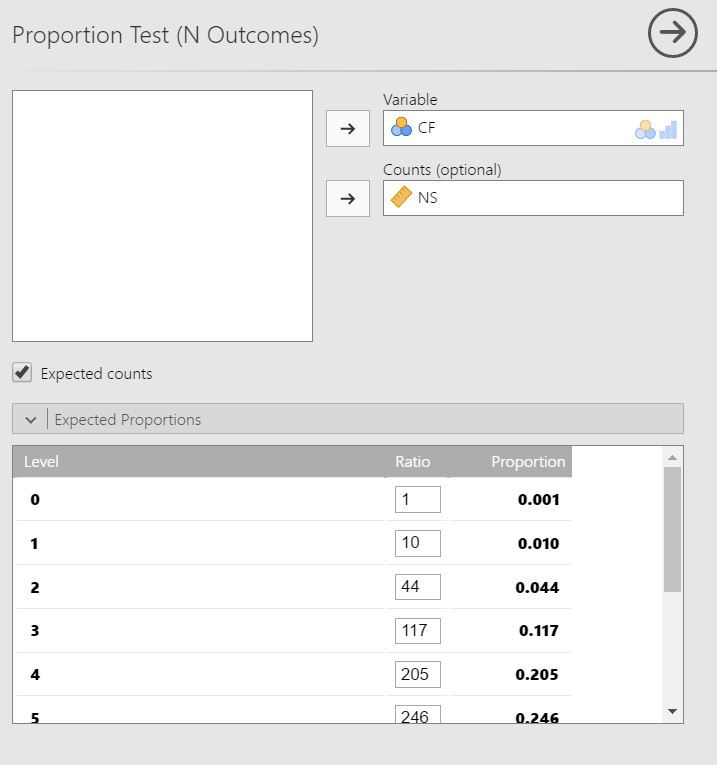 Proportion Test (N Outcomes)
Variable
CF
Counts (optional)
NS
Expected counts
Expected Proportions
Level Ratio Proportion
0 1 0.001
1 10 0.010
2 44 0.044
3 117 0.117
4 205 0.205
5 246 0.246